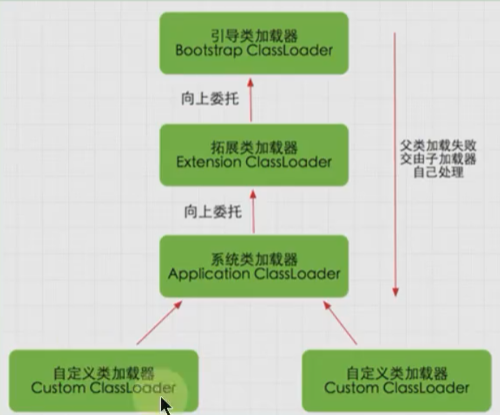 引导类加载器
Bootstrap ClassLoader
向上委托
拓展类加载器
Extension ClassLoader
父类加载失败
交由子加载器
自己处理
向上委托
系统类加载器
Application ClassLoader
自定义类加载器
Custom ClassLoader
自定义类加载器
Custom ClassLoader